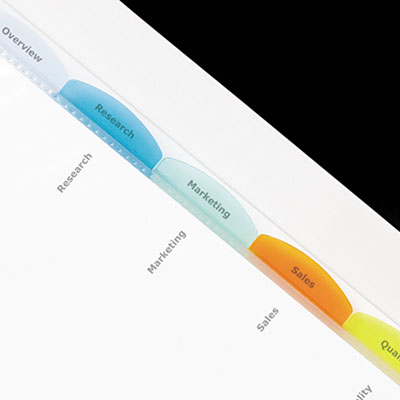 Overview
Research
Marketing
Sales
Research
Marketing
Sales